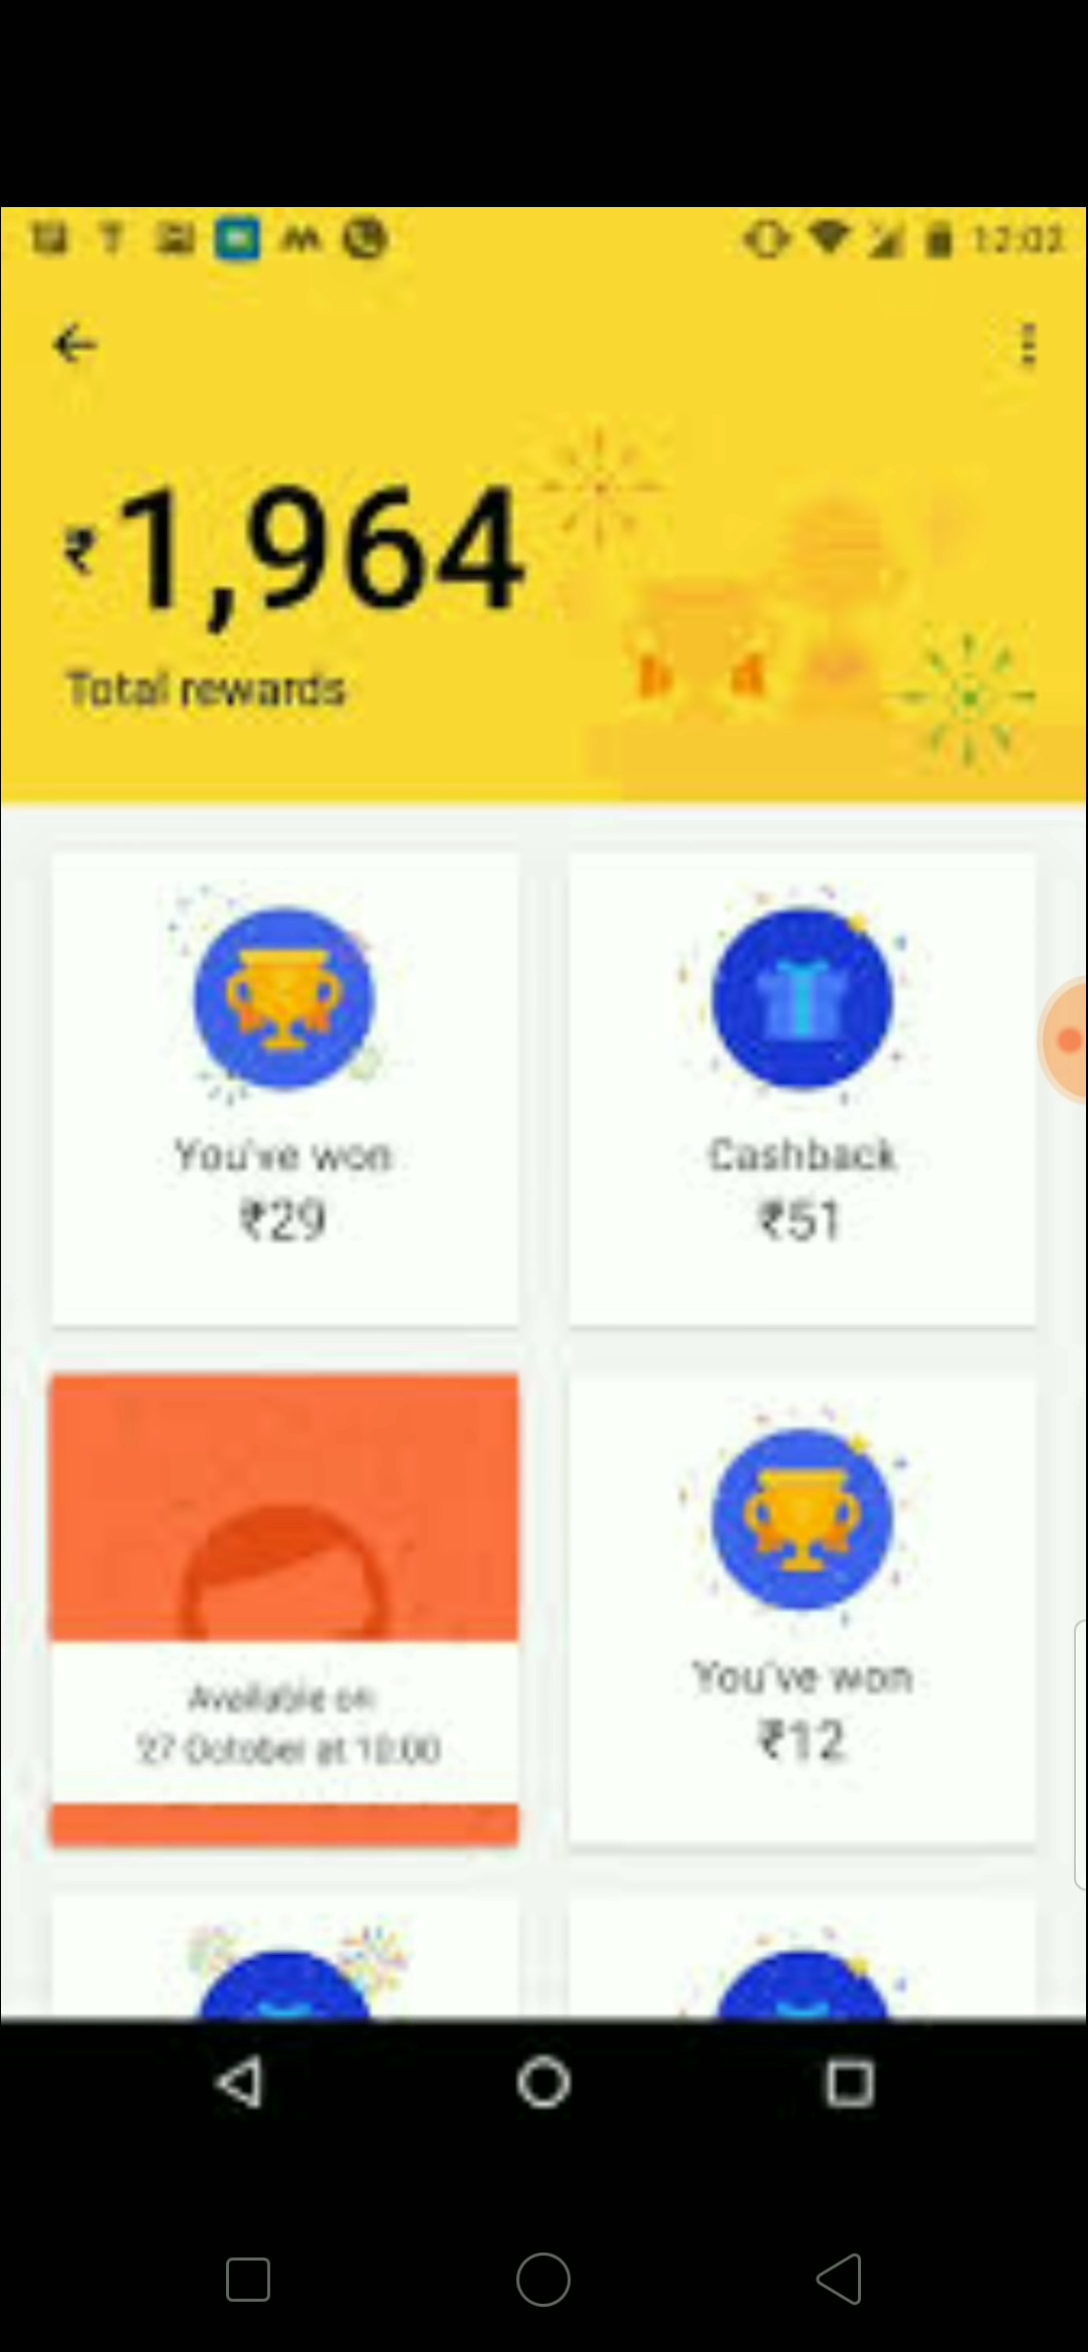 12:02
₹1,964
Total rewards
You've won
₹29
Cashback
₹51
Available on
27 October at 10:00
You've won
₹12